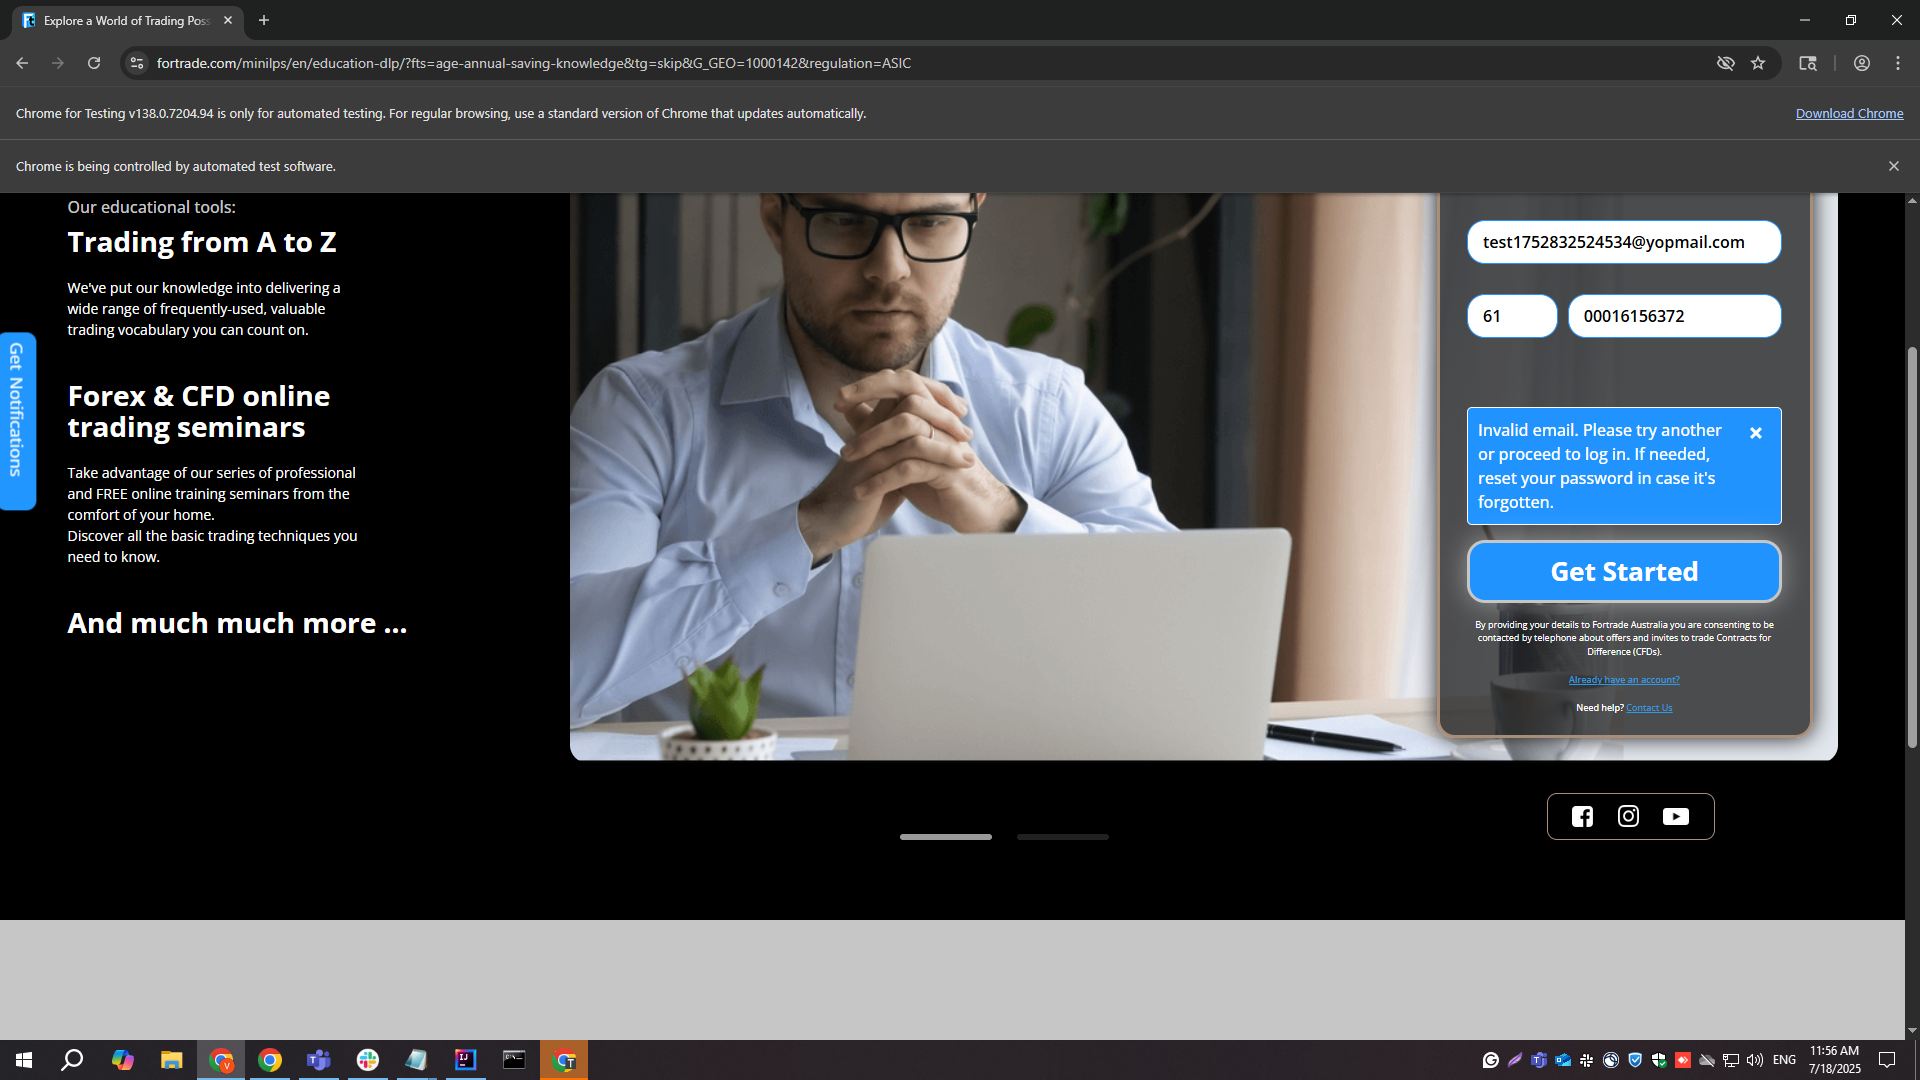 Explore a World of Trading Poss
fortrade.com/minilps/en/education-dlp/?fts=age-annual-saving-knowledge&tg=skip&G_GEO=1000142&regulation=ASIC
Chrome for Testing v138.0.7204.94 is only for automated testing. For regular browsing, use a standard version of Chrome that updates automatically.
Download Chrome
Chrome is being controlled by automated test software.
Get Notifications
Our educational tools:
Trading from A to Z
We've put our knowledge into delivering a
wide range of frequently-used, valuable
trading vocabulary you can count on.
Forex & CFD online
trading seminars
Take advantage of our series of professional
and FREE online training seminars from the
comfort of your home.
Discover all the basic trading techniques you
need to know.
And much much more ...
test1752832524534@yopmail.com
61
00016156372
Invalid email. Please try another
or proceed to log in. If needed,
reset your password in case it's
forgotten.
Get Started
By providing your details to Fortrade Australia you are consenting to be
contacted by telephone about offers and invites to trade Contracts for
Difference (CFDs).
Already have an account?
Need help? Contact Us
ENG
11:56 AM
7/18/2025